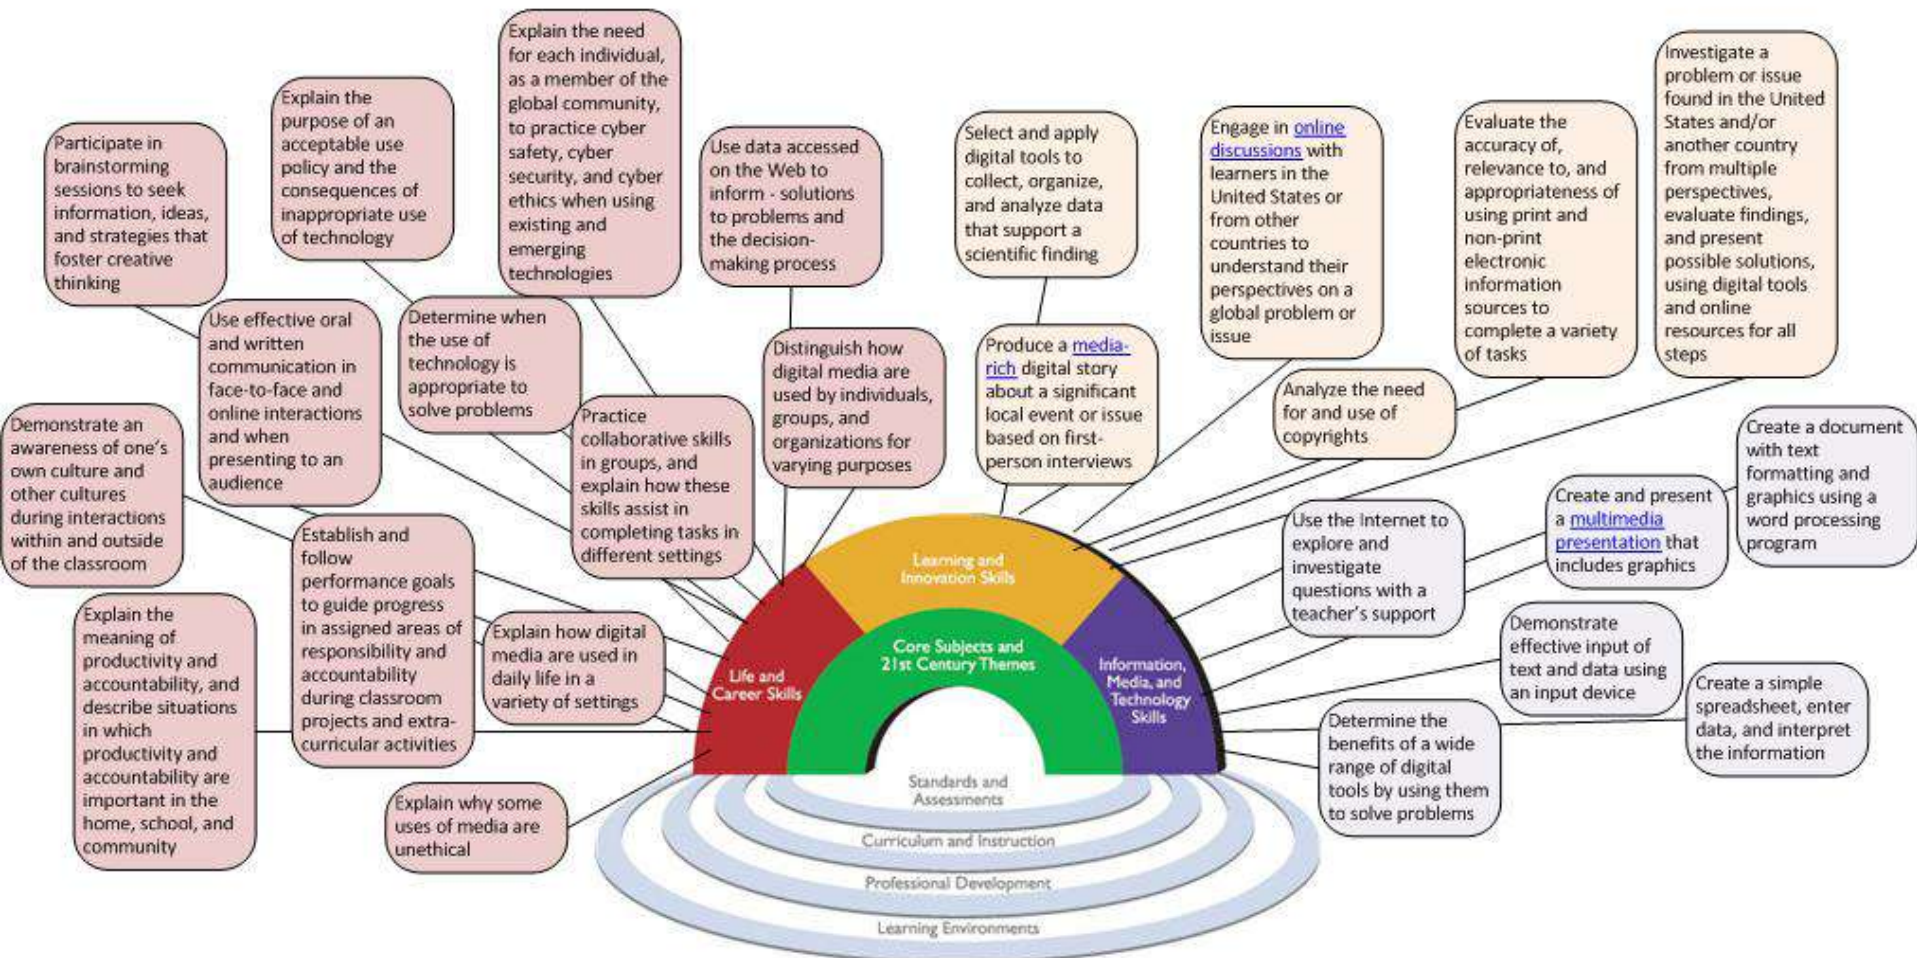 Participate in
brainstorming
sessions to seek
information, ideas,
and strategies that
foster creative
thinking
Explain the
purpose of an
acceptable use
policy and the
consequences of
inappropriate use
of technology
Explain the need
for each individual,
as a member of the
global community,
to practice cyber
safety, cyber
security, and cyber
ethics when using
existing and
emerging
technologies
Use data accessed
on the Web to
inform - solutions
to problems and
the decision-
making process
Select and apply
digital tools to
collect, organize,
and analyze data
that support a
scientific finding
Engage in online
discussions with
learners in the
United States or
from other
countries to
understand their
perspectives on a
global problem or
issue
Evaluate the
accuracy of,
relevance to, and
appropriateness of
using print and
non-print
electronic
information
sources to
complete a variety
of tasks
Investigate a
problem or issue
found in the United
States and/or
another country
from multiple
perspectives,
evaluate findings,
and present
possible solutions,
using digital tools
and online
resources for all
steps
Use effective oral
and written
communication in
face-to-face and
online interactions
and when
presenting to an
audience
Determine when
the use of
technology is
appropriate to
solve problems
Distinguish how
digital media are
used by individuals,
groups, and
organizations for
varying purposes
Produce a media-
rich digital story
about a significant
local event or issue
based on first-
person interviews
Analyze the need
for and use of
copyrights
Demonstrate an
awareness of one's
own culture and
other cultures
during interactions
within and outside
of the classroom
Practice
collaborative skills
in groups, and
explain how these
skills assist in
completing tasks in
different settings
Create a document
with text
formatting and
graphics using a
word processing
program
Create and present
a multimedia
presentation that
includes graphics
Use the Internet to
explore and
investigate
questions with a
teacher's support
Establish and
follow
performance goals
to guide progress
in assigned areas of
responsibility and
accountability
during classroom
projects and extra-
curricular activities
Explain the
meaning of
productivity and
accountability, and
describe situations
in which
productivity and
accountability are
important in the
home, school, and
community
Explain how digital
media are used in
daily life in a
variety of settings
Demonstrate
effective input of
text and data using
an input device
Create a simple
spreadsheet, enter
data, and interpret
the information
Determine the
benefits of a wide
range of digital
tools by using them
to solve problems
Explain why some
uses of media are
unethical
Learning and
Innovation Skills
Core Subjects and
21st Century Themes
Life and
Career Skills
Information,
Media, and
Technology
Skills
Standards and
Assessments
Curriculum and Instruction
Professional Development
Learning Environments